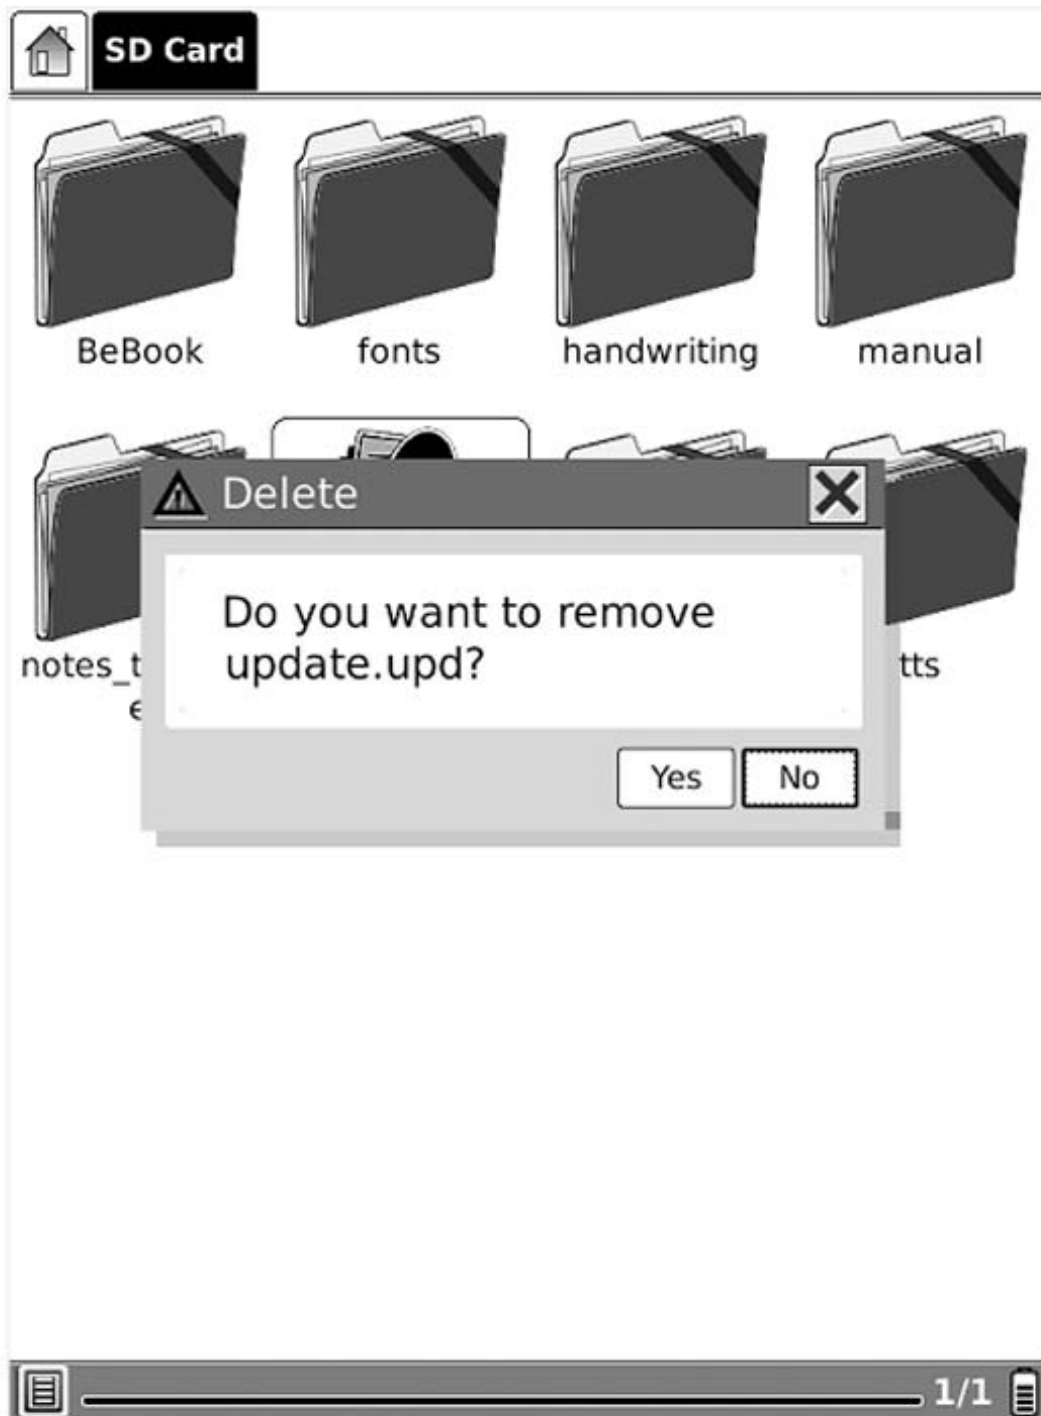 SD Card
BeBook fonts handwriting manual
Delete
Do you want to remove
update.upd?
notes_t tts
e
Yes No
1/1